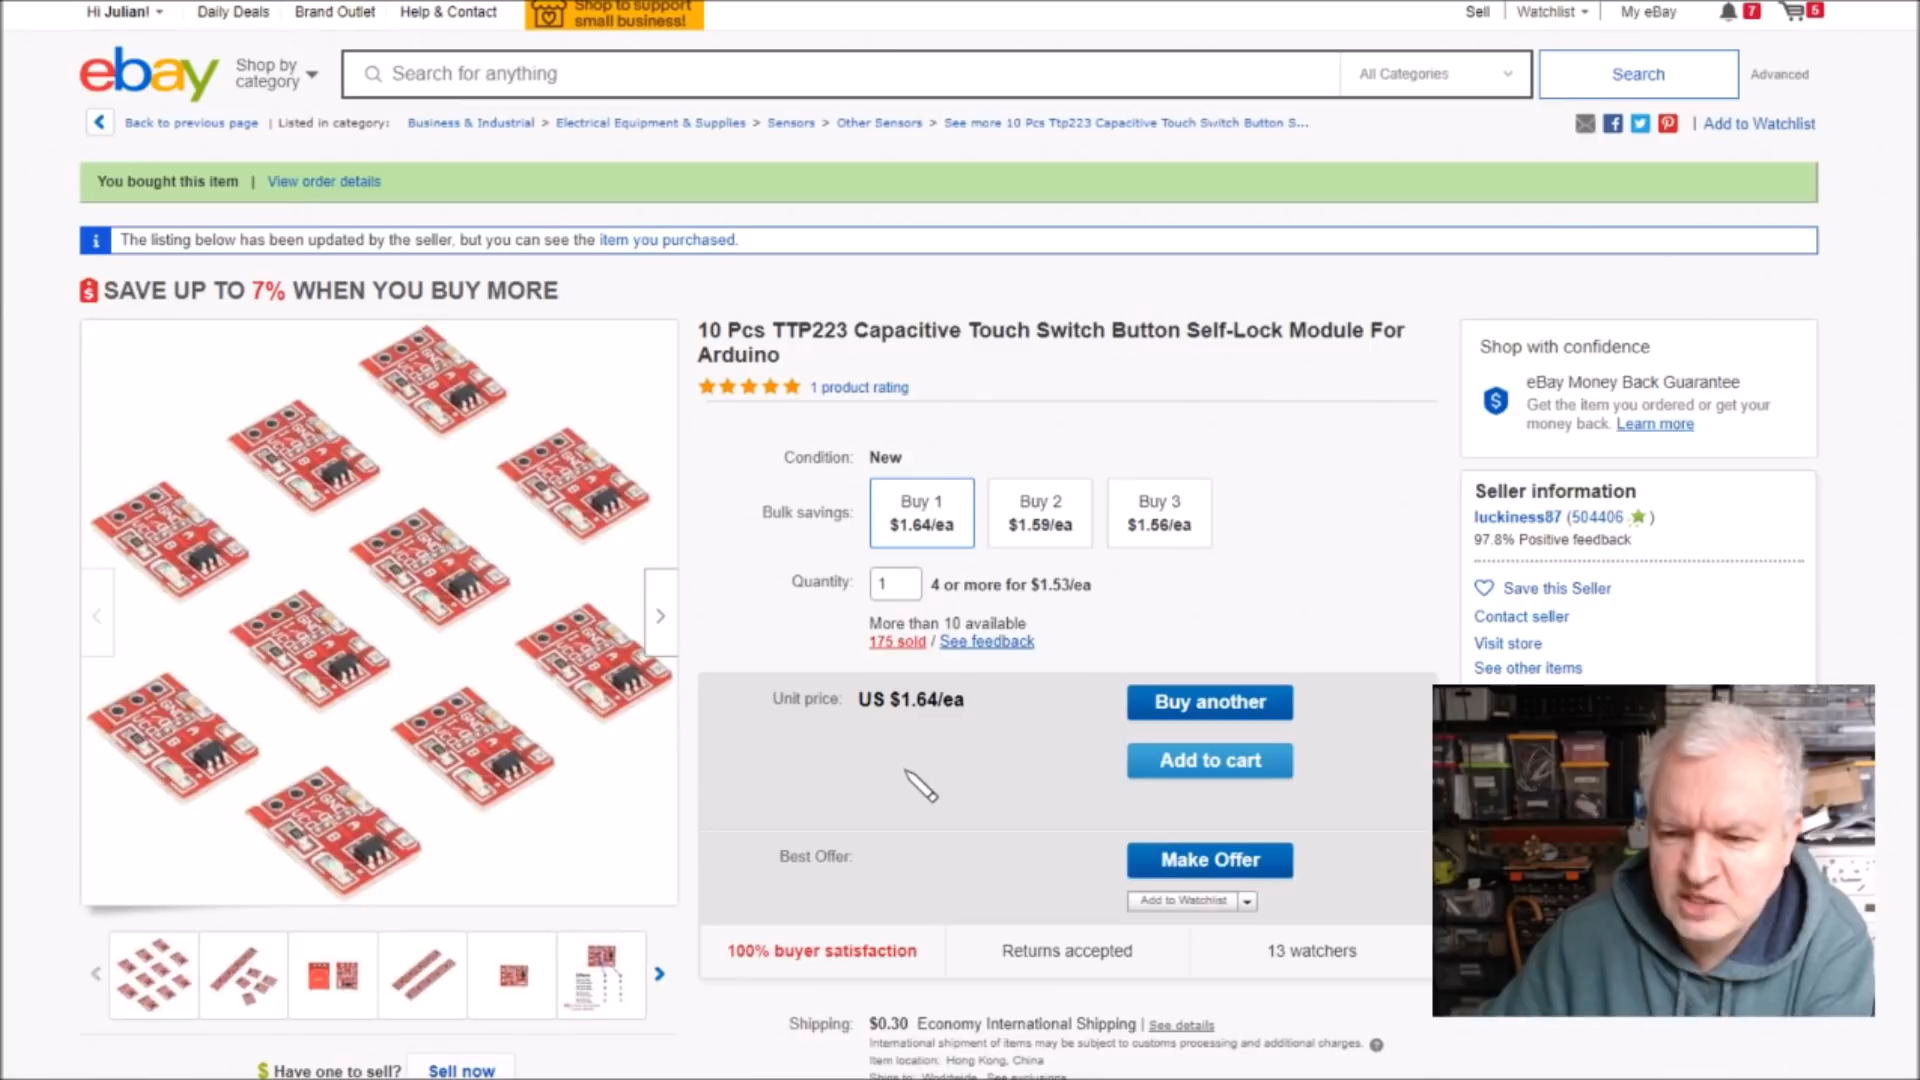 Hi Julian!
Daily Deals
Brand Outlet
Help & Contact
Shop to support
small business!
Sell
Watchlist
My eBay
7
5
ebay
Shop by
category
Search for anything
All Categories
Search
Advanced
Back to previous page | Listed in category: Business & Industrial > Electrical Equipment & Supplies > Sensors > Other Sensors > See more 10 Pcs Ttp223 Capacitive Touch Switch Button S...
| Add to Watchlist
You bought this item | View order details
The listing below has been updated by the seller, but you can see the item you purchased.
SAVE UP TO 7% WHEN YOU BUY MORE
10 Pcs TTP223 Capacitive Touch Switch Button Self-Lock Module For
Arduino
1 product rating
Condition: New
Bulk savings:
Buy 1
$1.64/ea
Buy 2
$1.59/ea
Buy 3
$1.56/ea
Quantity: 1 4 or more for $1.53/ea
More than 10 available
175 sold / See feedback
Unit price: US $1.64/ea
Buy another
Add to cart
Best Offer:
Make Offer
Add to Watchlist
100% buyer satisfaction
Returns accepted
13 watchers
Shipping: $0.30 Economy International Shipping | See details
International shipment of items may be subject to customs processing and additional charges.
Item location: Hong Kong, China
Ships to: Worldwide See exclusions
Shop with confidence
eBay Money Back Guarantee
Get the item you ordered or get your
money back. Learn more
Seller information
luckiness87 (504406 )
97.8% Positive feedback
Save this Seller
Contact seller
Visit store
See other items
$ Have one to sell? Sell now